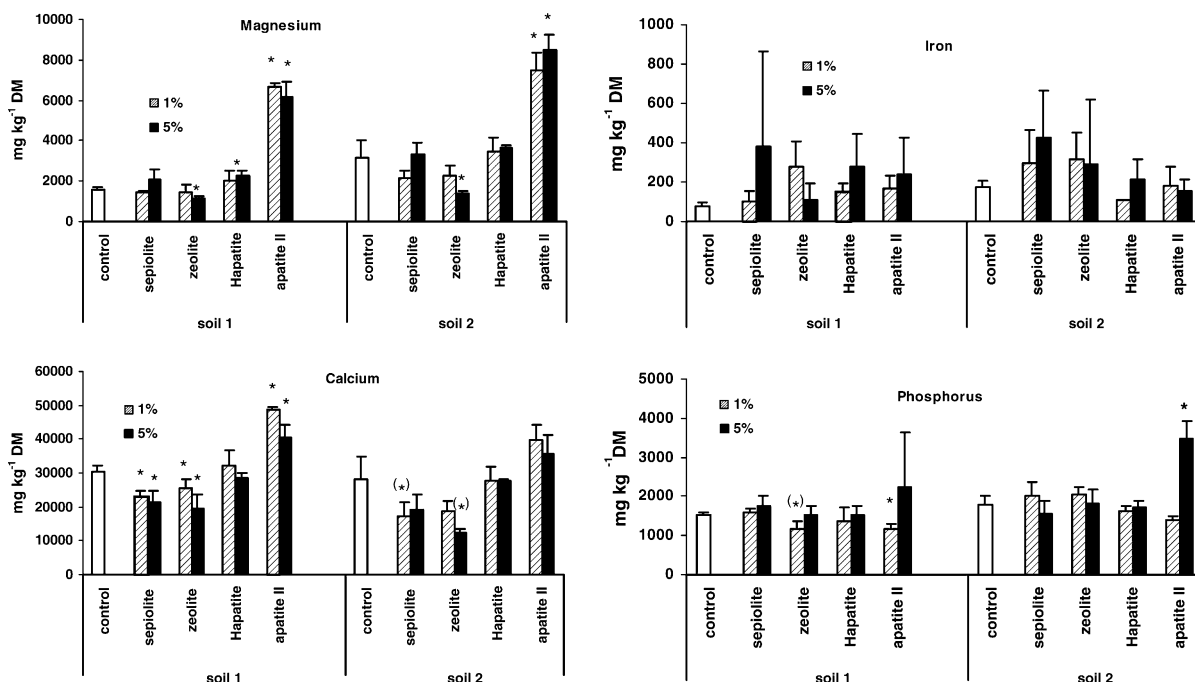 Magnesium
mg kg-1 DM
10000
8000
6000
4000
2000
0
1%
5%
* * * * * * *
control
sepiolite
zeolite
Hapatite
apatite II
control
sepiolite
zeolite
Hapatite
apatite II
soil 1
soil 2
Iron
mg kg-1 DM
1000
800
600
400
200
0
1%
5%
control
sepiolite
zeolite
Hapatite
apatite II
control
sepiolite
zeolite
Hapatite
apatite II
soil 1
soil 2
Calcium
mg kg-1 DM
60000
50000
40000
30000
20000
10000
0
1%
5%
* * * * * * (*) (*)
control
sepiolite
zeolite
Hapatite
apatite II
control
sepiolite
zeolite
Hapatite
apatite II
soil 1
soil 2
Phosphorus
mg kg-1 DM
5000
4000
3000
2000
1000
0
1%
5%
(*) * *
control
sepiolite
zeolite
Hapatite
apatite II
control
sepiolite
zeolite
Hapatite
apatite II
soil 1
soil 2